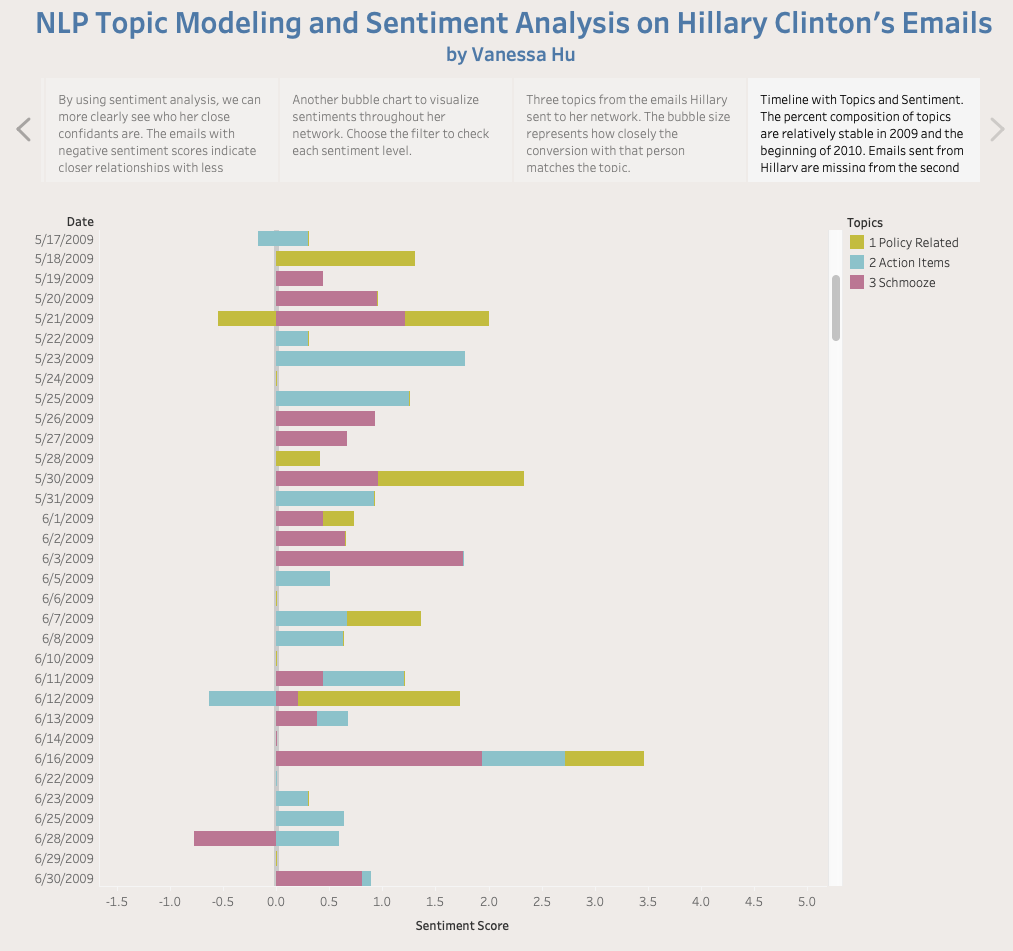 NLP Topic Modeling and Sentiment Analysis on Hillary Clinton's Emails
by Vanessa Hu
By using sentiment analysis, we can
more clearly see who her close
confidants are. The emails with
negative sentiment scores indicate
closer relationships with less
Another bubble chart to visualize
sentiments throughout her
network. Choose the filter to check
each sentiment level.
Three topics from the emails Hillary
sent to her network. The bubble size
represents how closely the
conversion with that person
matches the topic.
Timeline with Topics and Sentiment.
The percent composition of topics
are relatively stable in 2009 and the
beginning of 2010. Emails sent from
Hillary are missing from the second
Date
5/17/2009
5/18/2009
5/19/2009
5/20/2009
5/21/2009
5/22/2009
5/23/2009
5/24/2009
5/25/2009
5/26/2009
5/27/2009
5/28/2009
5/30/2009
5/31/2009
6/1/2009
6/2/2009
6/3/2009
6/5/2009
6/6/2009
6/7/2009
6/8/2009
6/10/2009
6/11/2009
6/12/2009
6/13/2009
6/14/2009
6/16/2009
6/22/2009
6/23/2009
6/25/2009
6/28/2009
6/29/2009
6/30/2009
-1.5 -1.0 -0.5 0.0 0.5 1.0 1.5 2.0 2.5 3.0 3.5 4.0 4.5 5.0
Sentiment Score
Topics
1 Policy Related
2 Action Items
3 Schmooze